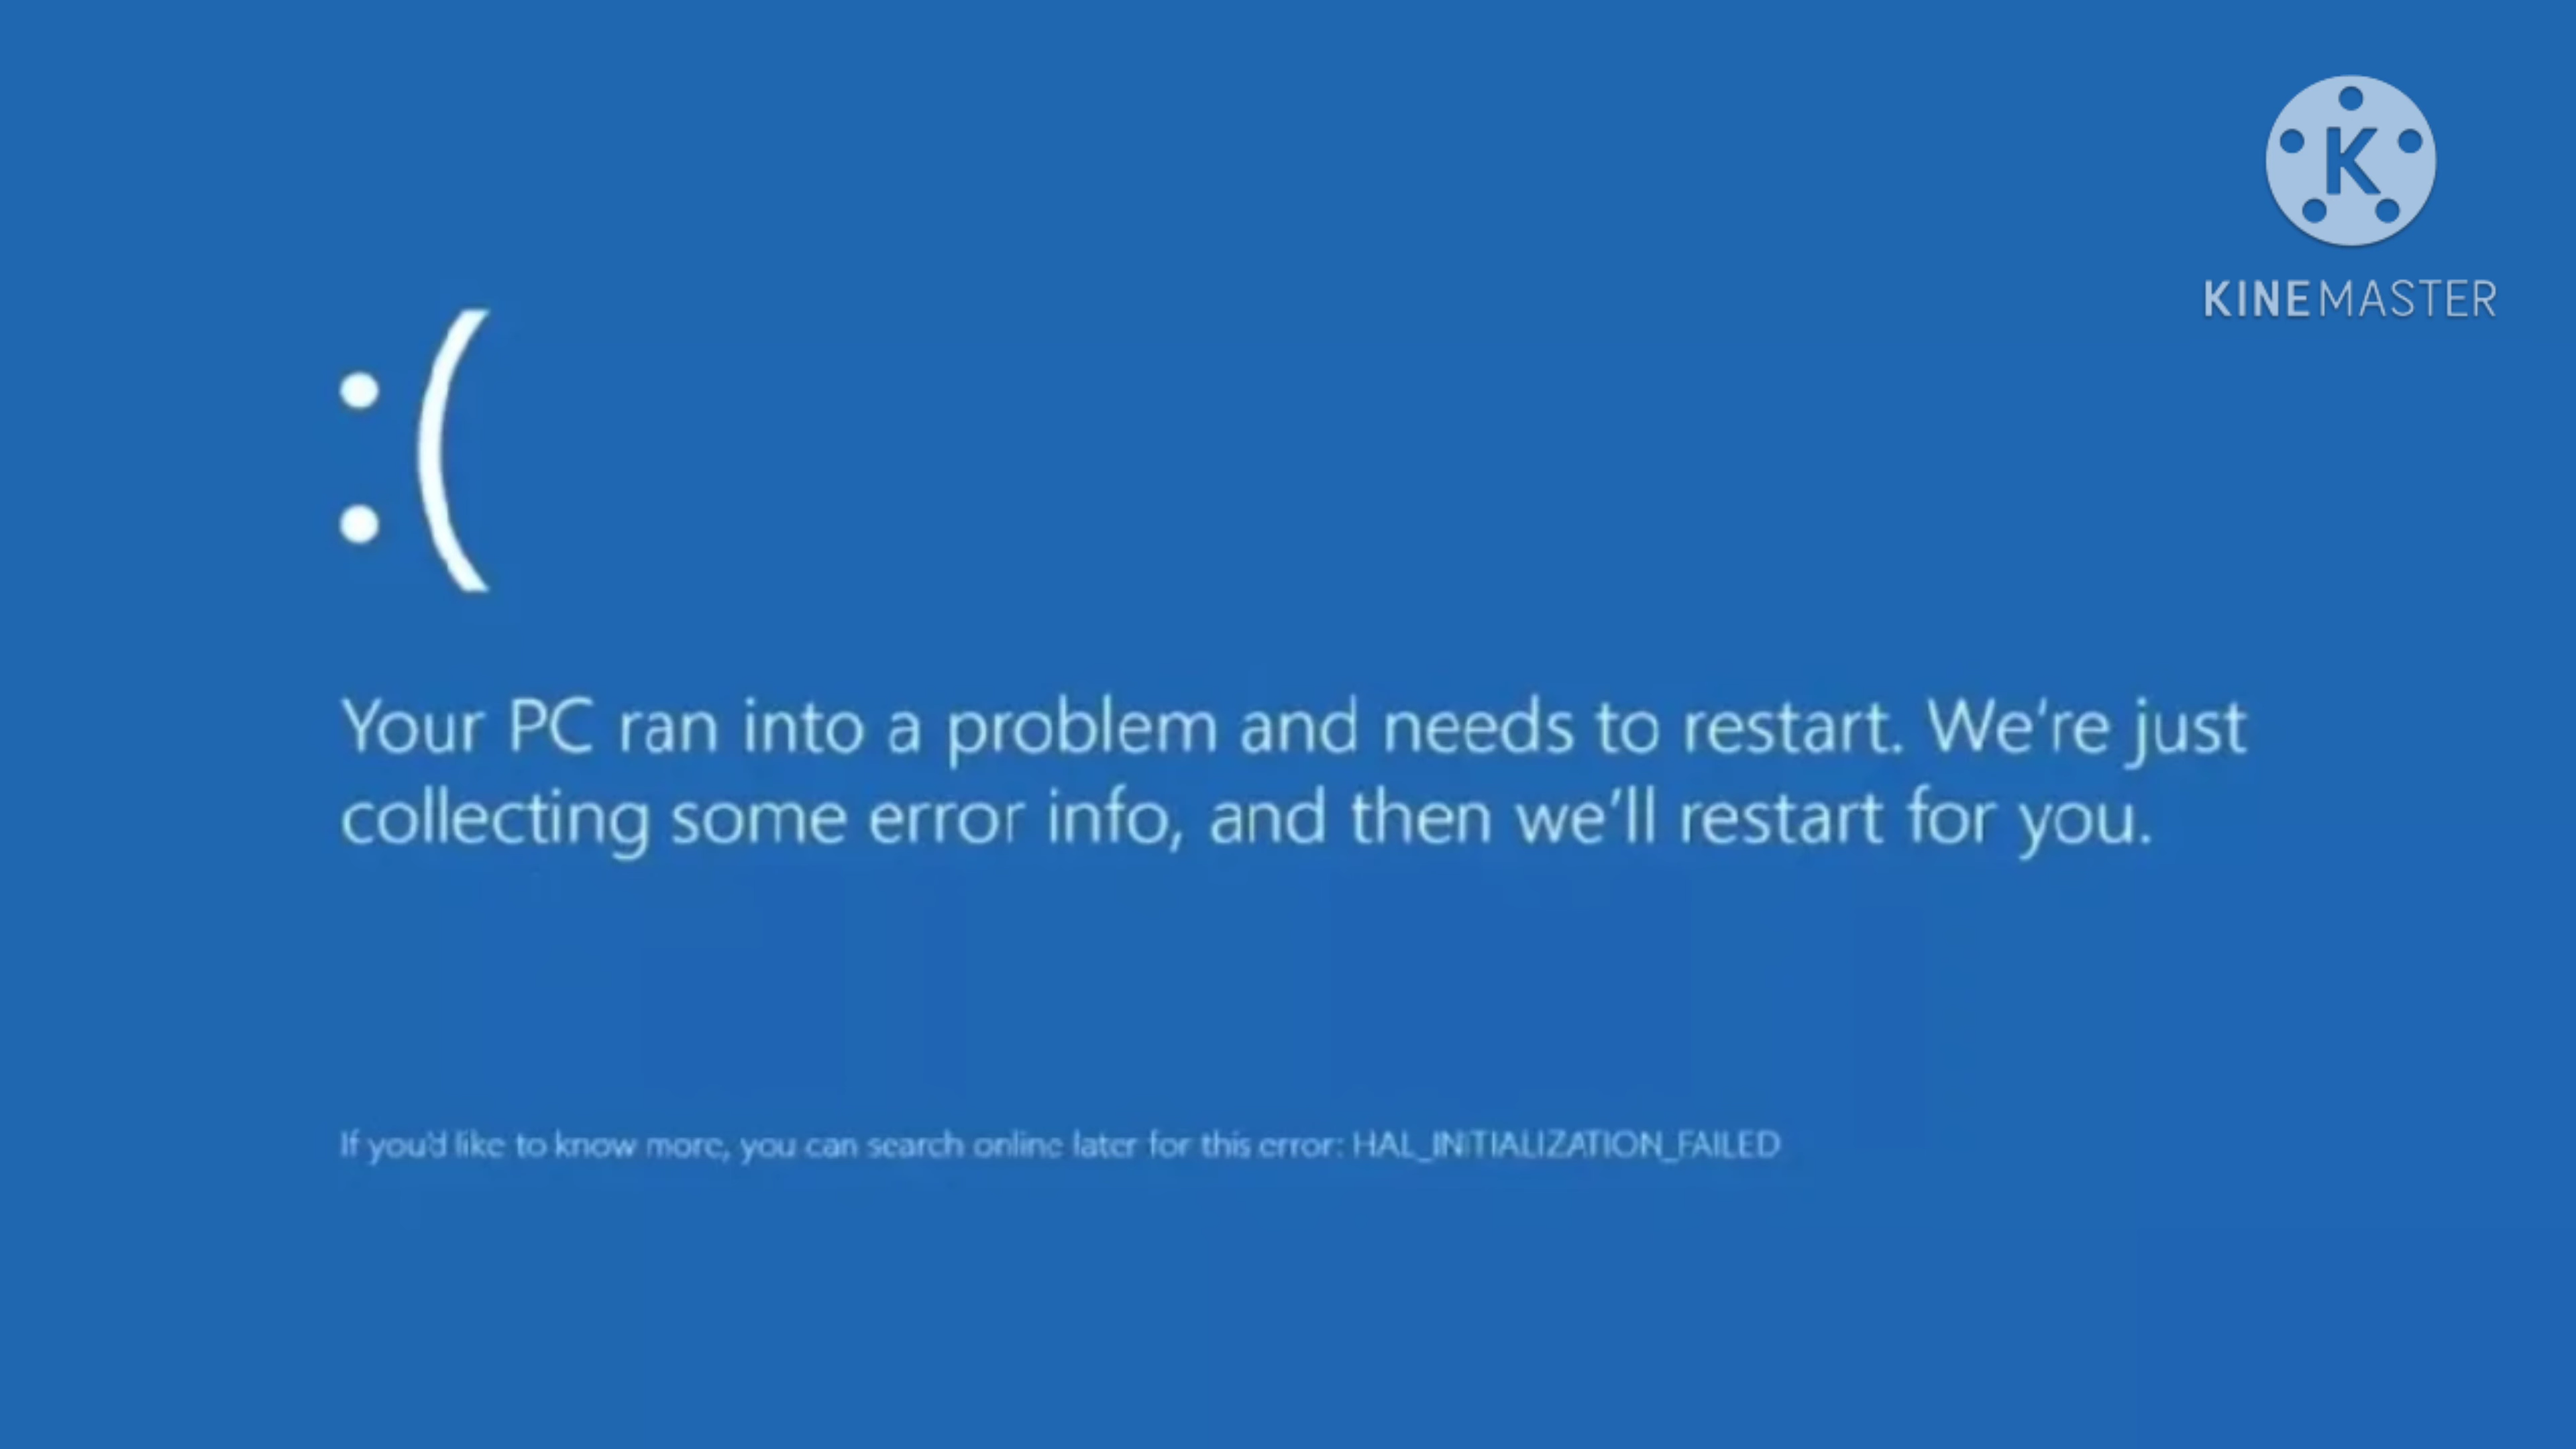 K
KINEMASTER
:(
Your PC ran into a problem and needs to restart. We're just
collecting some error info, and then we'll restart for you.
If you'd like to know more, you can search online later for this error: HAL_INITIALIZATION_FAILED